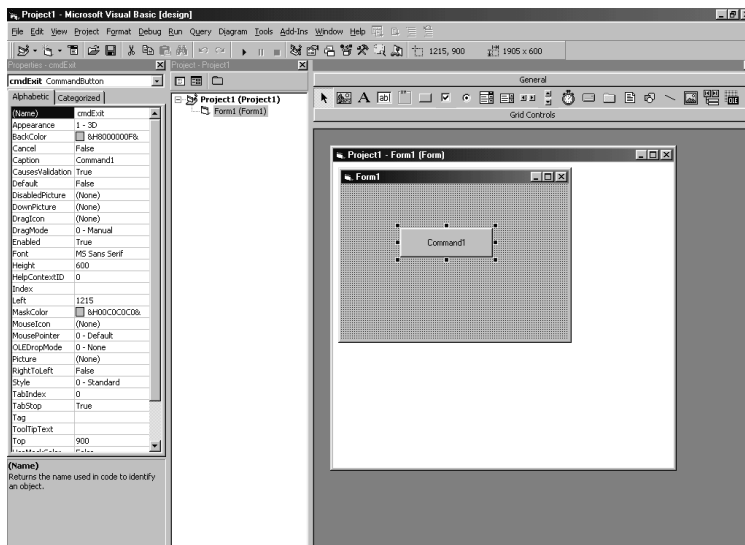 Project1 - Microsoft Visual Basic [design]
File Edit View Project Format Debug Run Query Diagram Tools Add-Ins Window Help
1215, 900 1905 x 600
Properties - cmdExit
cmdExit CommandButton
Alphabetic Categorized
(Name) cmdExit
Appearance 1 - 3D
BackColor &H8000000F&
Cancel False
Caption Command1
CausesValidation True
Default False
DisabledPicture (None)
DownPicture (None)
DragIcon (None)
DragMode 0 - Manual
Enabled True
Font MS Sans Serif
Height 600
HelpContextID 0
Index
Left 1215
MaskColor &H00C0C0C0&
MouseIcon (None)
MousePointer 0 - Default
OLEDropMode 0 - None
Picture (None)
RightToLeft False
Style 0 - Standard
TabIndex 0
TabStop True
Tag
ToolTipText
Top 900
UseMaskColor False
(Name)
Returns the name used in code to identify
an object.
Project - Project1
Project1 (Project1)
Form1 (Form1)
General
A ab|
OLE
Grid Controls
Project1 - Form1 (Form)
Form1
Command1